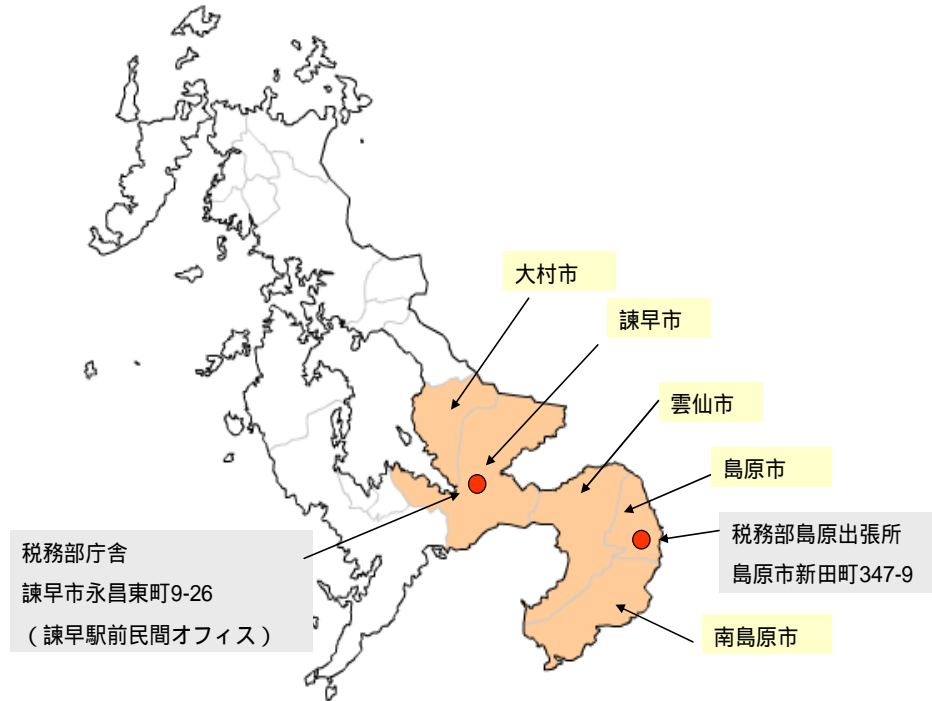 大村市
諫早市
雲仙市
島原市
税務部島原出張所
島原市新田町347-9
税務部庁舎
諫早市永昌東町9-26
（諫早駅前民間オフィス）
南島原市